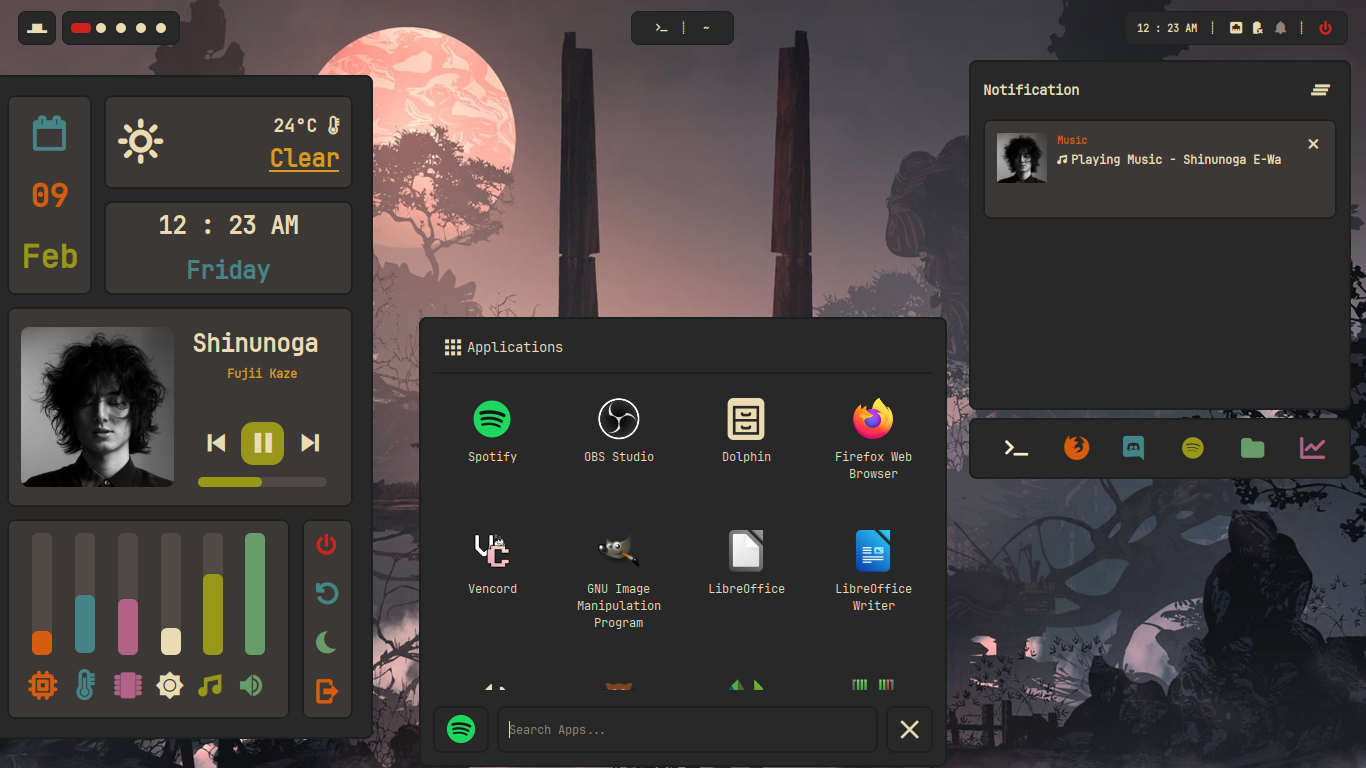 ~
12 : 23 AM
09
Feb
24°C
Clear
12 : 23 AM
Friday
Shinunoga
Fujii Kaze
Notification
Music
Playing Music - Shinunoga E-Wa
Applications
Spotify
OBS Studio
Dolphin
Firefox Web
Browser
Vencord
GNU Image
Manipulation
Program
LibreOffice
LibreOffice
Writer
Search Apps...